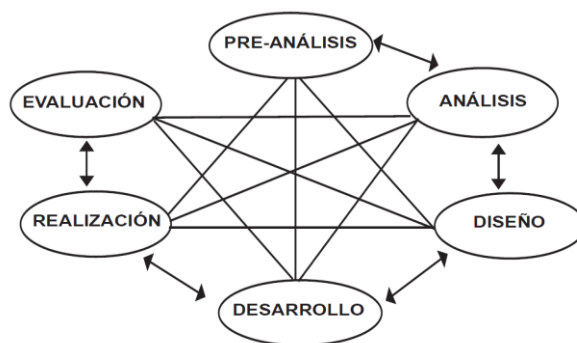 PRE-ANÁLISIS
EVALUACIÓN
ANÁLISIS
REALIZACIÓN
DISEÑO
DESARROLLO